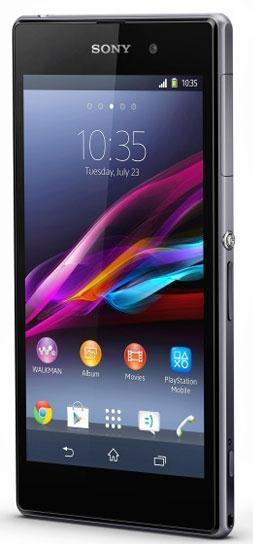 SONY
10:35
10:35
Tuesday, July 23
WALKMAN
Album
Movies
PlayStation
Mobile